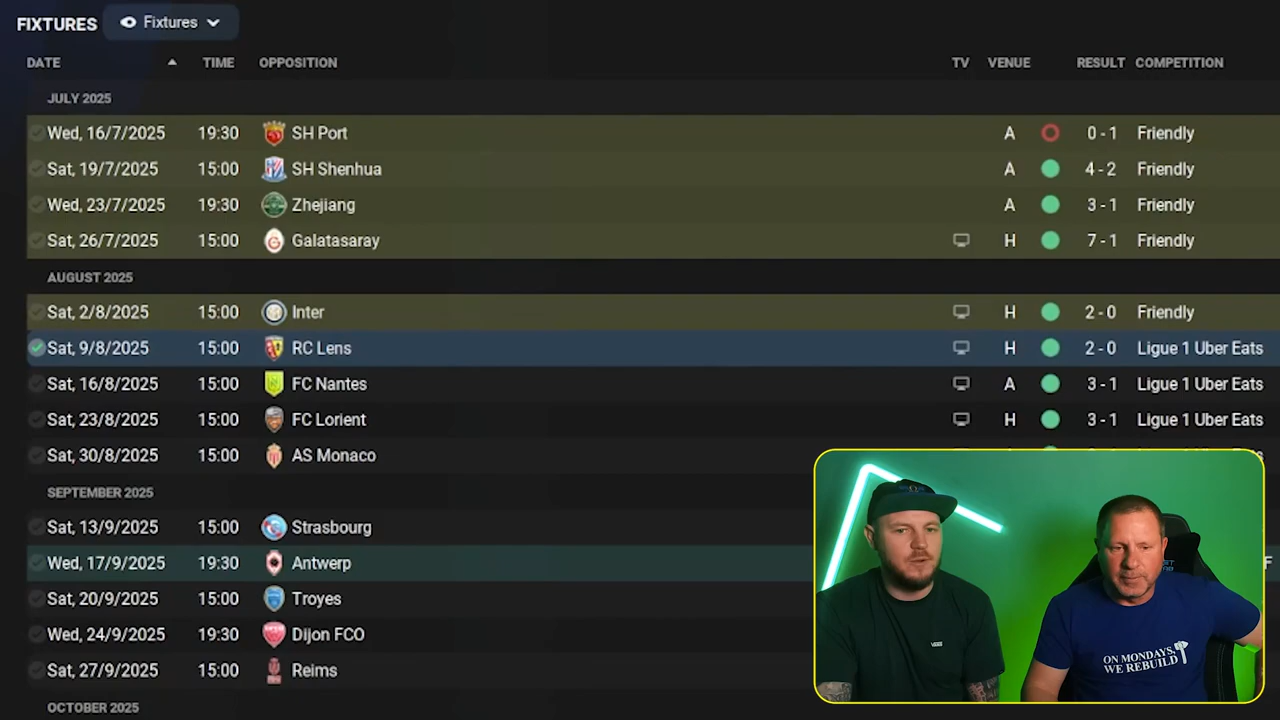 FIXTURES Fixtures
DATE TIME OPPOSITION TV VENUE RESULT COMPETITION
JULY 2025
Wed, 16/7/2025 19:30 SH Port A 0 - 1 Friendly
Sat, 19/7/2025 15:00 SH Shenhua A 4 - 2 Friendly
Wed, 23/7/2025 19:30 Zhejiang A 3 - 1 Friendly
Sat, 26/7/2025 15:00 Galatasaray H 7 - 1 Friendly
AUGUST 2025
Sat, 2/8/2025 15:00 Inter H 2 - 0 Friendly
Sat, 9/8/2025 15:00 RC Lens H 2 - 0 Ligue 1 Uber Eats
Sat, 16/8/2025 15:00 FC Nantes A 3 - 1 Ligue 1 Uber Eats
Sat, 23/8/2025 15:00 FC Lorient H 3 - 1 Ligue 1 Uber Eats
Sat, 30/8/2025 15:00 AS Monaco
SEPTEMBER 2025
Sat, 13/9/2025 15:00 Strasbourg
Wed, 17/9/2025 19:30 Antwerp F
Sat, 20/9/2025 15:00 Troyes
Wed, 24/9/2025 19:30 Dijon FCO
Sat, 27/9/2025 15:00 Reims
OCTOBER 2025
VANS
ON MONDAYS,
WE REBUILD